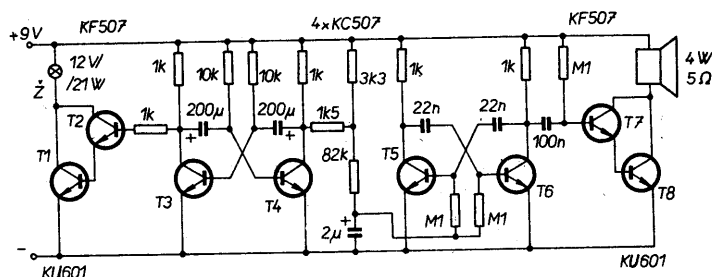 KF507
4×KC507
KF507
+9V
12V/
/21W
Ž
T2
T1
1k
1k
10k
10k
1k
200µ
+
200µ
+
1k5
3k3
82k
T3
T4
2µ
+
1k
22n
22n
T5
M1
M1
1k
M1
100n
T6
T7
T8
4W
5Ω
−
KU601
KU601